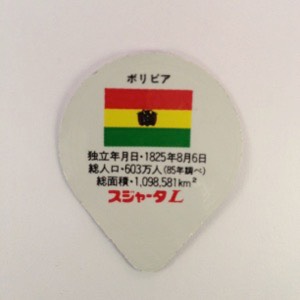 ボリビア
独立年月日・1825年8月6日
総人口・603万人(85年調べ)
総面積・1,098,581km²
スジャータL